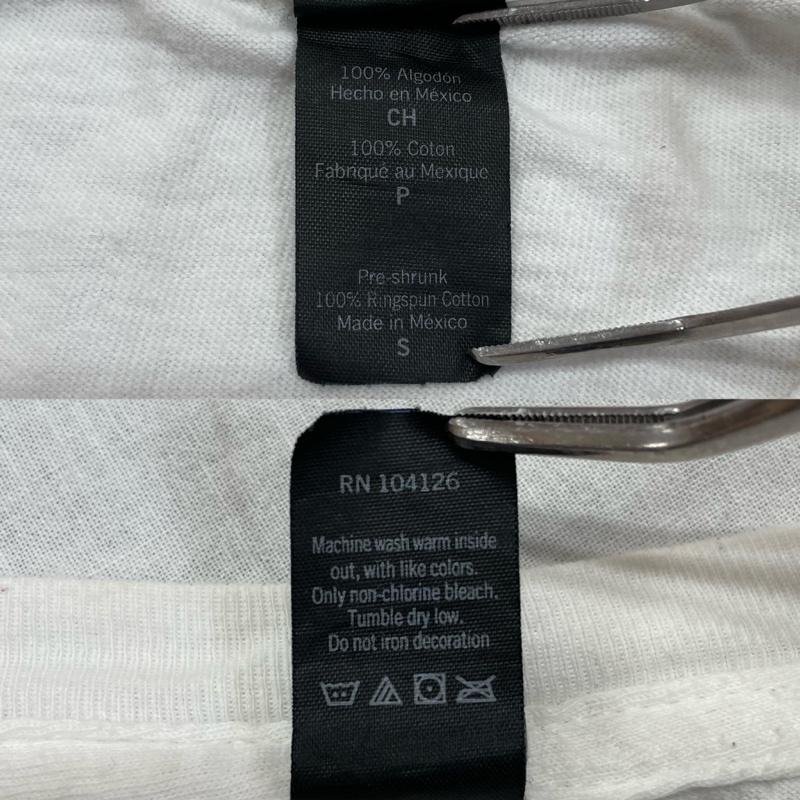 100% Algodón
Hecho en México
CH
100% Coton
Fabriqué au Mexique
P
Pre-shrunk
100% Ringspun Cotton
Made in México
S
RN 104126
Machine wash warm inside
out, with like colors.
Only non-chlorine bleach.
Tumble dry low.
Do not iron decoration